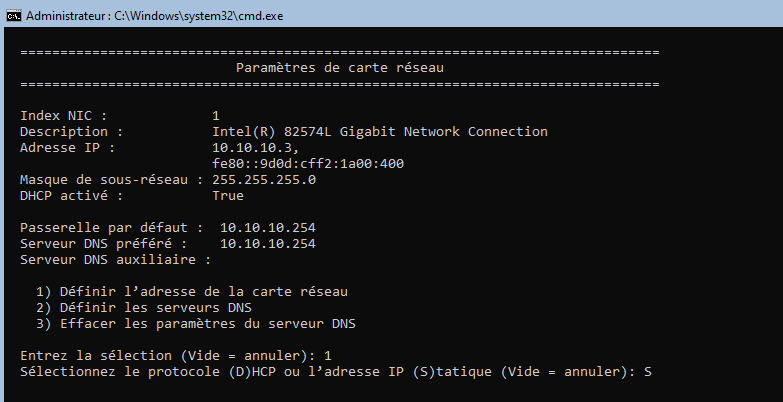 Administrateur : C:\Windows\system32\cmd.exe
================================================================================
Paramètres de carte réseau
================================================================================
Index NIC : 1
Description : Intel(R) 82574L Gigabit Network Connection
Adresse IP : 10.10.10.3,
fe80::9d0d:cff2:1a00:400
Masque de sous-réseau : 255.255.255.0
DHCP activé : True
Passerelle par défaut : 10.10.10.254
Serveur DNS préféré : 10.10.10.254
Serveur DNS auxiliaire :
1) Définir l’adresse de la carte réseau
2) Définir les serveurs DNS
3) Effacer les paramètres du serveur DNS
Entrez la sélection (Vide = annuler): 1
Sélectionnez le protocole (D)HCP ou l’adresse IP (S)tatique (Vide = annuler): S